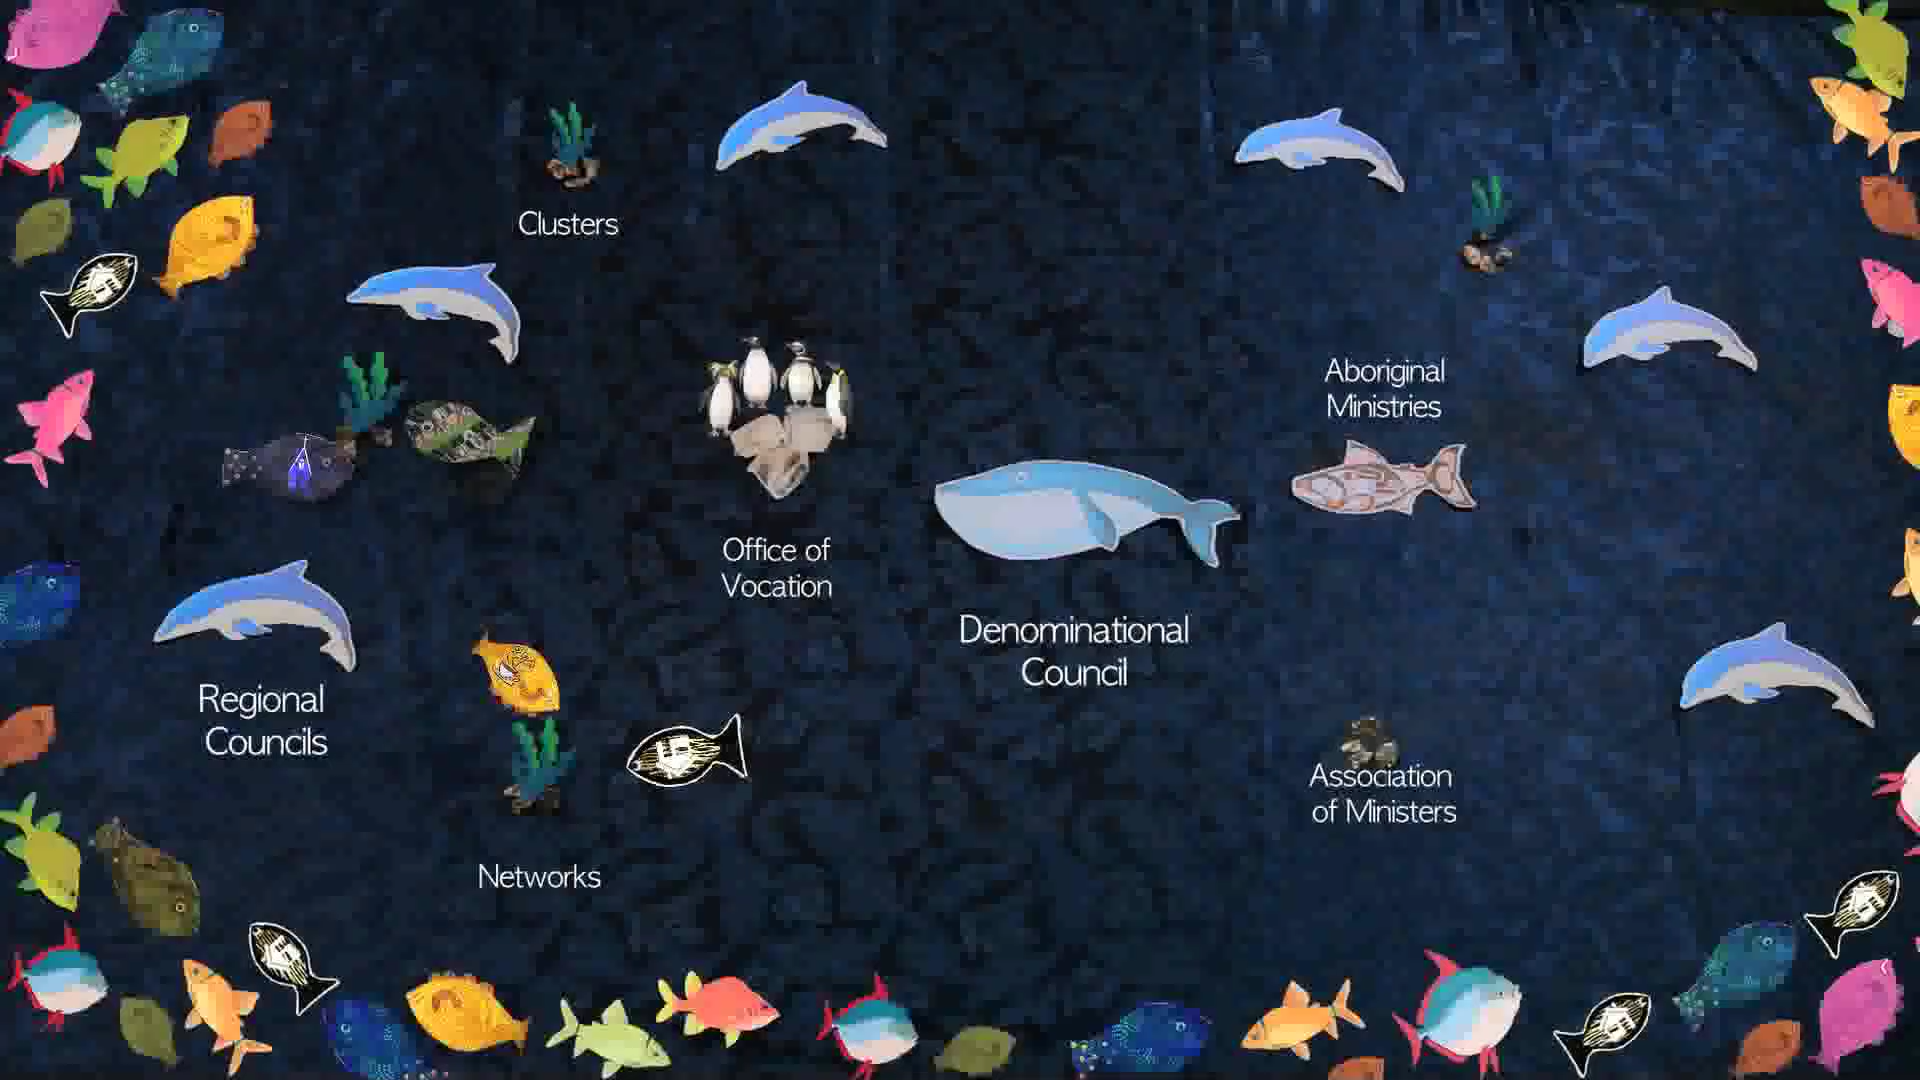 Clusters
Aboriginal
Ministries
Office of
Vocation
Denominational
Council
Regional
Councils
Association
of Ministers
Networks